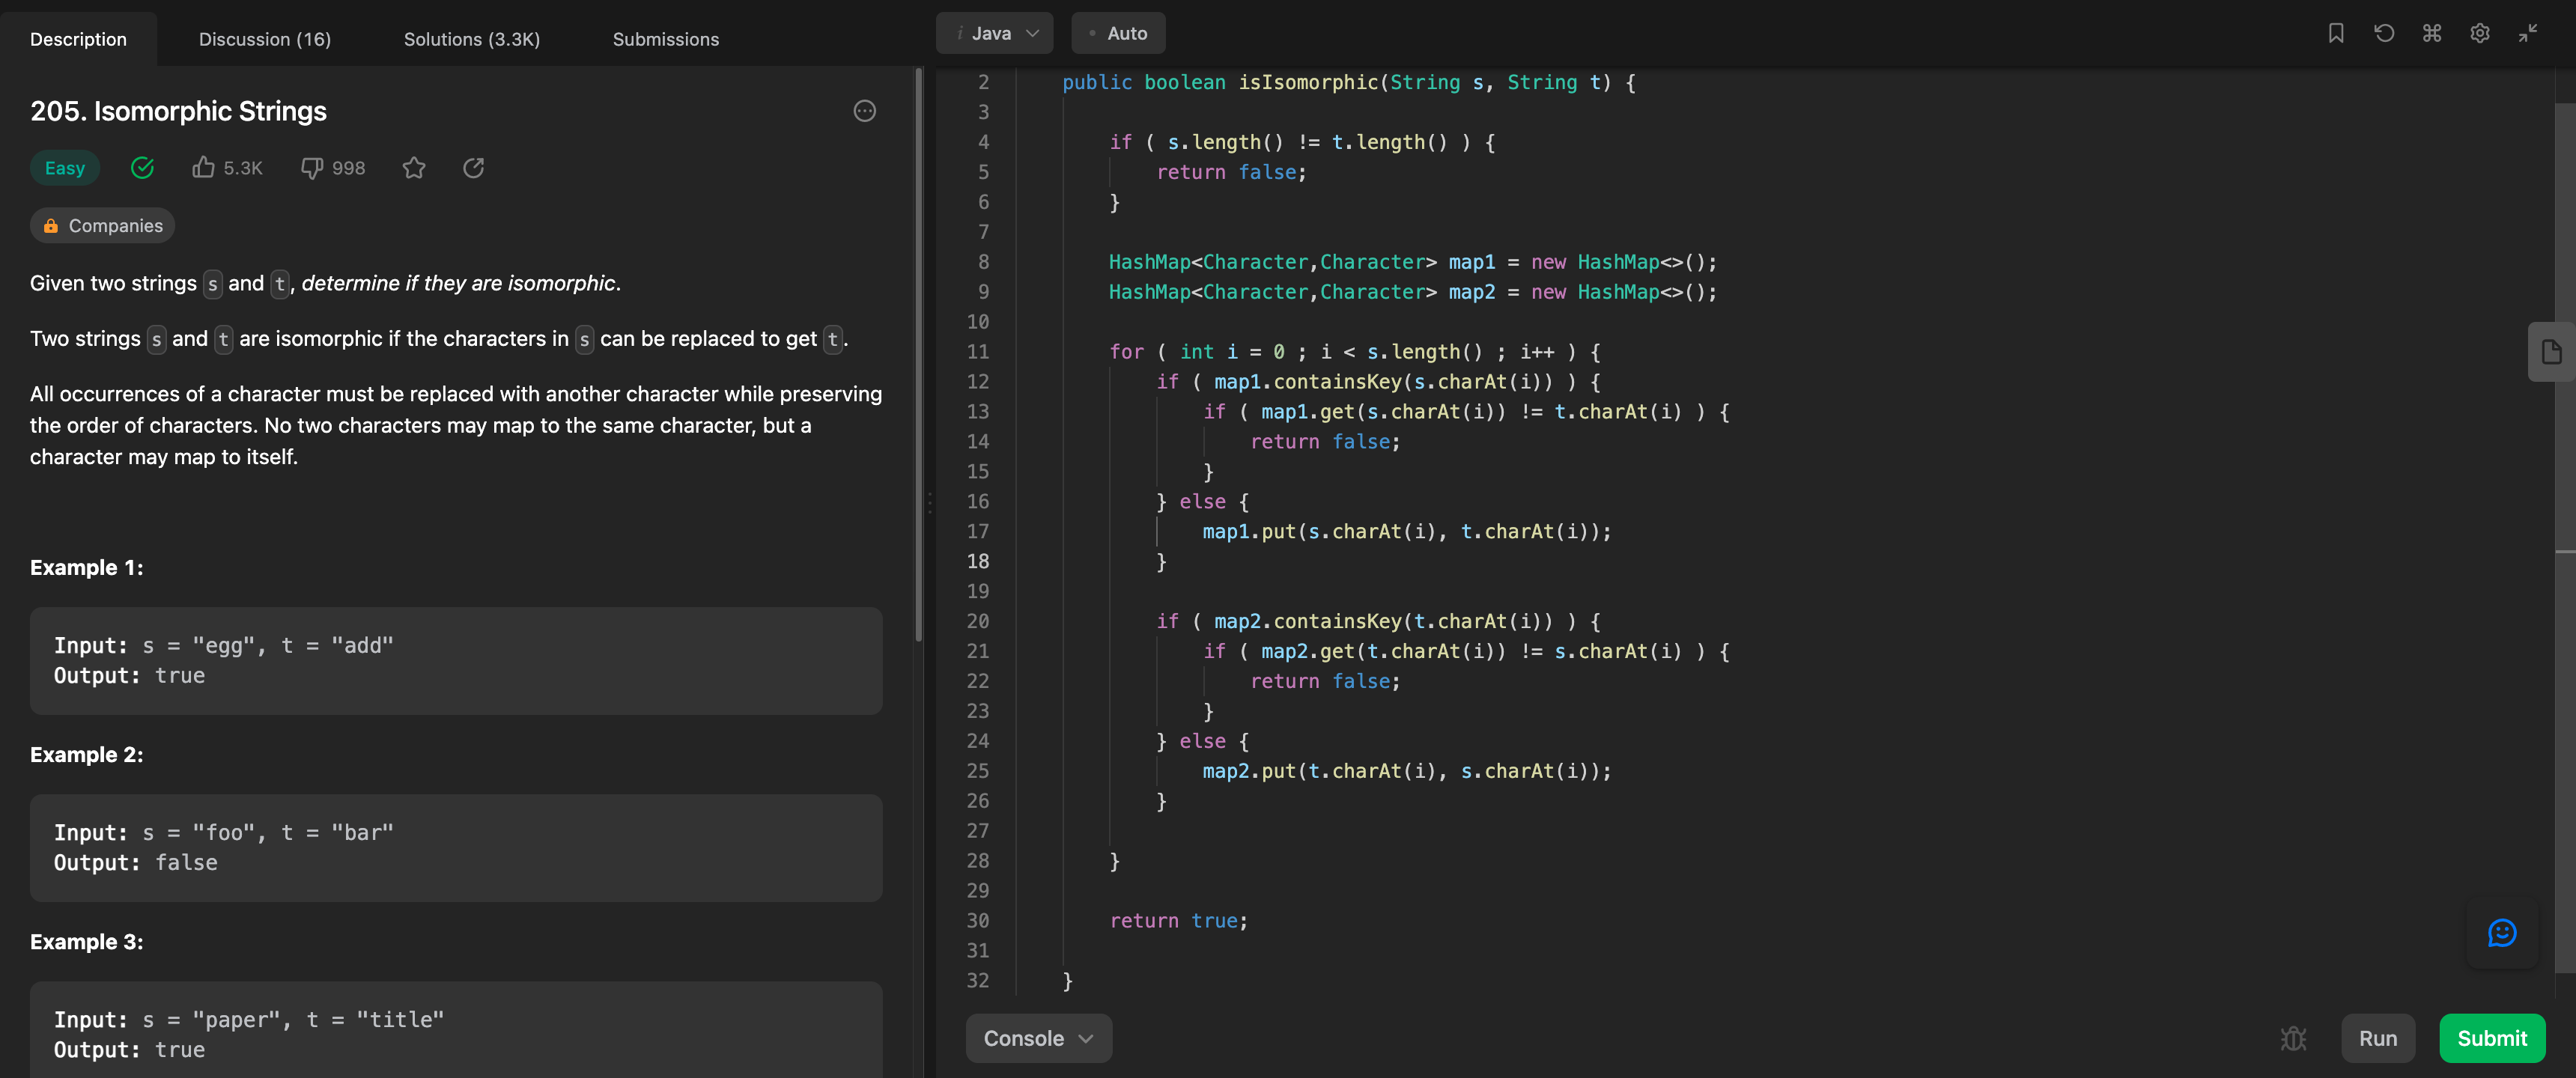 Description
Discussion (16)
Solutions (3.3K)
Submissions
205. Isomorphic Strings
Easy
5.3K
998
Companies
Given two strings s and t, determine if they are isomorphic.
Two strings s and t are isomorphic if the characters in s can be replaced to get t.
All occurrences of a character must be replaced with another character while preserving
the order of characters. No two characters may map to the same character, but a
character may map to itself.
Example 1:
Input: s = "egg", t = "add"
Output: true
Example 2:
Input: s = "foo", t = "bar"
Output: false
Example 3:
Input: s = "paper", t = "title"
Output: true
i Java
Auto
2 public boolean isIsomorphic(String s, String t) {
3
4 if ( s.length() != t.length() ) {
5 return false;
6 }
7
8 HashMap<Character,Character> map1 = new HashMap<>();
9 HashMap<Character,Character> map2 = new HashMap<>();
10
11 for ( int i = 0 ; i < s.length() ; i++ ) {
12 if ( map1.containsKey(s.charAt(i)) ) {
13 if ( map1.get(s.charAt(i)) != t.charAt(i) ) {
14 return false;
15 }
16 } else {
17 map1.put(s.charAt(i), t.charAt(i));
18 }
19
20 if ( map2.containsKey(t.charAt(i)) ) {
21 if ( map2.get(t.charAt(i)) != s.charAt(i) ) {
22 return false;
23 }
24 } else {
25 map2.put(t.charAt(i), s.charAt(i));
26 }
27
28 }
29
30 return true;
31
32 }
Console
Run
Submit